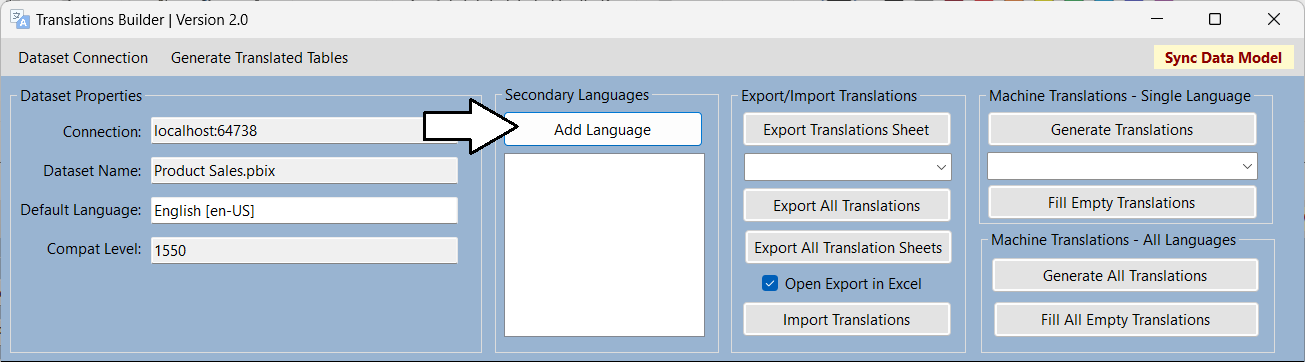 Translations Builder | Version 2.0
Dataset Connection Generate Translated Tables Sync Data Model
Dataset Properties
Connection: localhost:64738
Dataset Name: Product Sales.pbix
Default Language: English [en-US]
Compat Level: 1550
Secondary Languages
Add Language
Export/Import Translations
Export Translations Sheet
Export All Translations
Export All Translation Sheets
Open Export in Excel
Import Translations
Machine Translations - Single Language
Generate Translations
Fill Empty Translations
Machine Translations - All Languages
Generate All Translations
Fill All Empty Translations